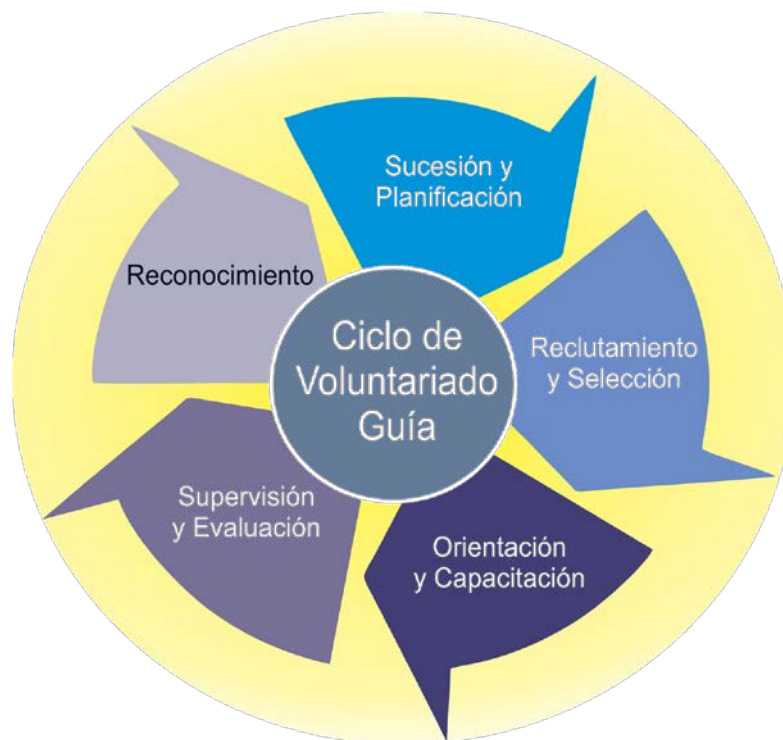 Sucesión y
Planificación
Reclutamiento
y Selección
Orientación
y Capacitación
Supervisión
y Evaluación
Reconocimiento
Ciclo de
Voluntariado
Guía